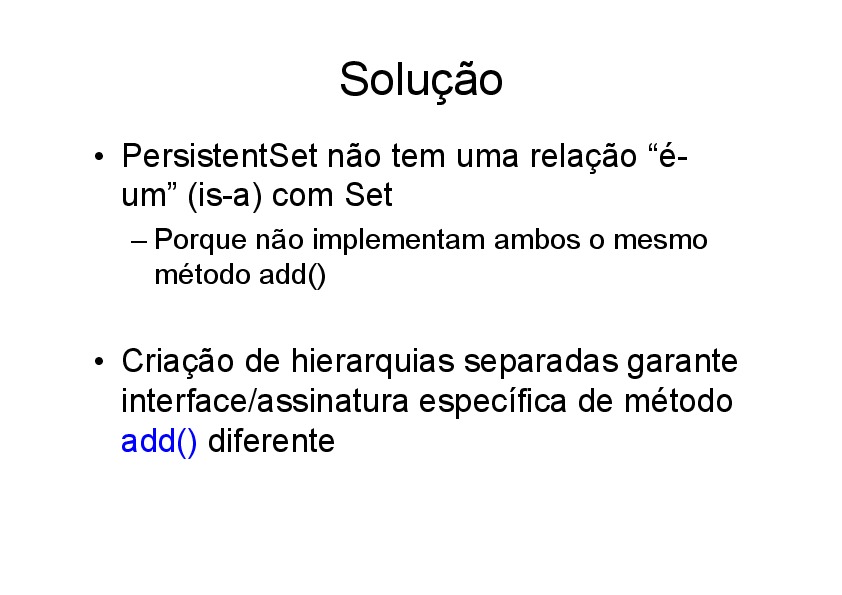 Solução
• PersistentSet não tem uma relação “é-
um” (is-a) com Set
– Porque não implementam ambos o mesmo
método add()
• Criação de hierarquias separadas garante
interface/assinatura específica de método
add() diferente